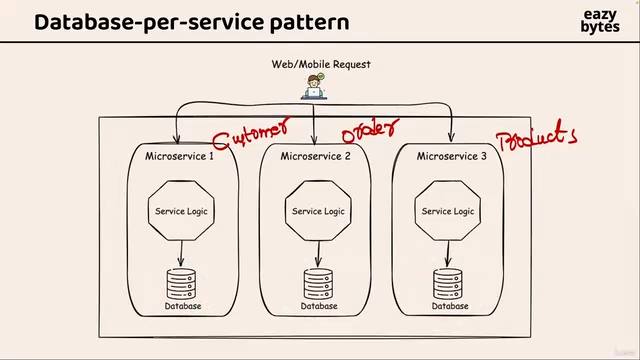 Database-per-service pattern
eazy
bytes
Web/Mobile Request
Customer
Order
Products
Microservice 1
Microservice 2
Microservice 3
Service Logic
Service Logic
Service Logic
Database
Database
Database